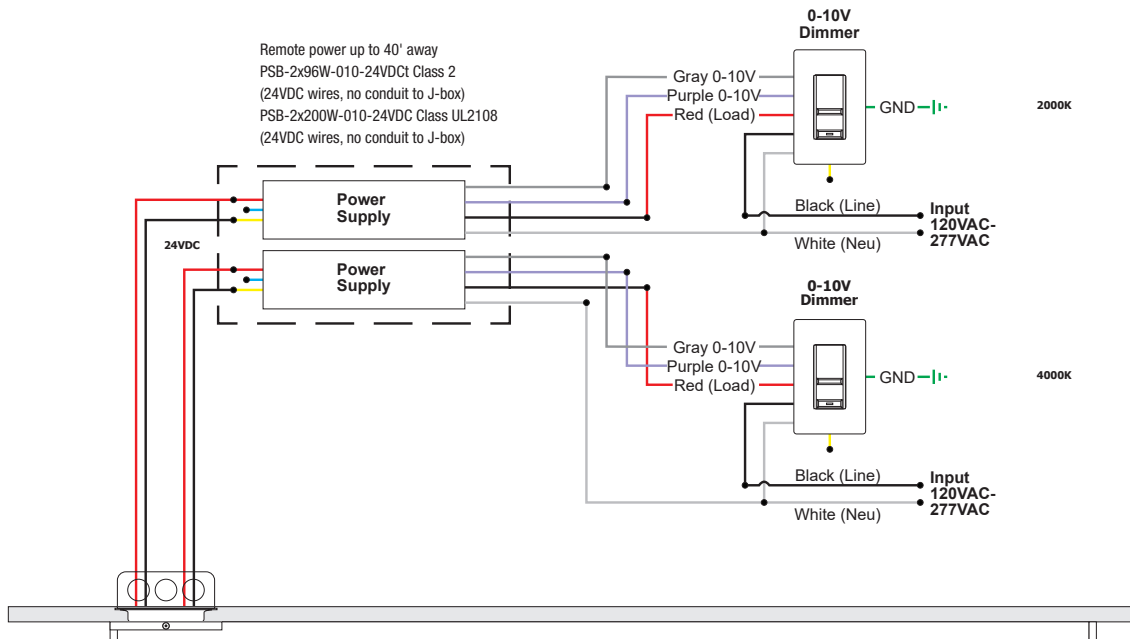 Remote power up to 40' away
PSB-2x96W-010-24VDCt Class 2
(24VDC wires, no conduit to J-box)
PSB-2x200W-010-24VDC Class UL2108
(24VDC wires, no conduit to J-box)
0-10V
Dimmer
Gray 0-10V
Purple 0-10V
Red (Load)
GND
2000K
Power
Supply
Black (Line)
White (Neu)
Input
120VAC-
277VAC
24VDC
Power
Supply
0-10V
Dimmer
Gray 0-10V
Purple 0-10V
Red (Load)
GND
4000K
Black (Line)
White (Neu)
Input
120VAC-
277VAC